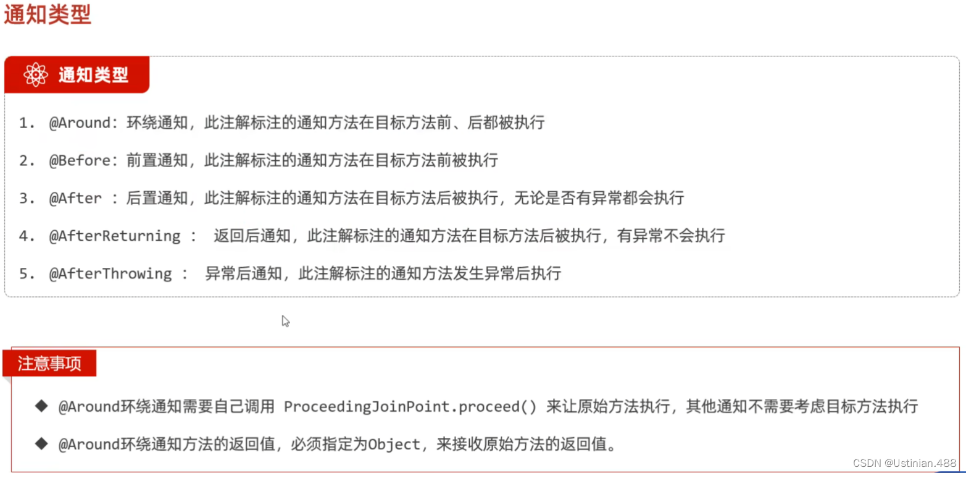 通知类型
通知类型
1. @Around：环绕通知，此注解标注的通知方法在目标方法前、后都被执行
2. @Before：前置通知，此注解标注的通知方法在目标方法前被执行
3. @After ：后置通知，此注解标注的通知方法在目标方法后被执行，无论是否有异常都会执行
4. @AfterReturning ： 返回后通知，此注解标注的通知方法在目标方法后被执行，有异常不会执行
5. @AfterThrowing ： 异常后通知，此注解标注的通知方法发生异常后执行
注意事项
◆ @Around环绕通知需要自己调用 ProceedingJoinPoint.proceed() 来让原始方法执行，其他通知不需要考虑目标方法执行
◆ @Around环绕通知方法的返回值，必须指定为Object，来接收原始方法的返回值。
CSDN @Ustinian.488